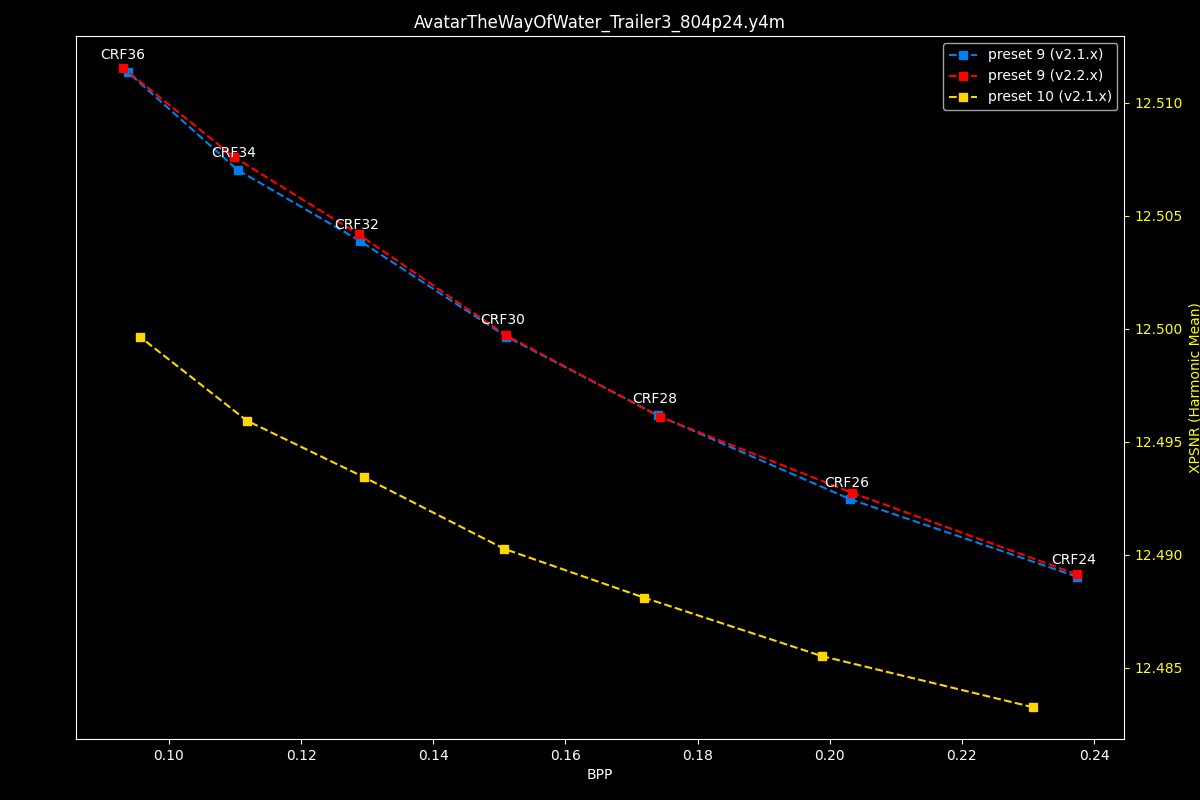 AvatarTheWayOfWater_Trailer3_804p24.y4m
preset 9 (v2.1.x)
preset 9 (v2.2.x)
preset 10 (v2.1.x)
CRF36
CRF34
CRF32
CRF30
CRF28
CRF26
CRF24
12.510
12.505
12.500
12.495
12.490
12.485
XPSNR (Harmonic Mean)
0.10
0.12
0.14
0.16
0.18
0.20
0.22
0.24
BPP